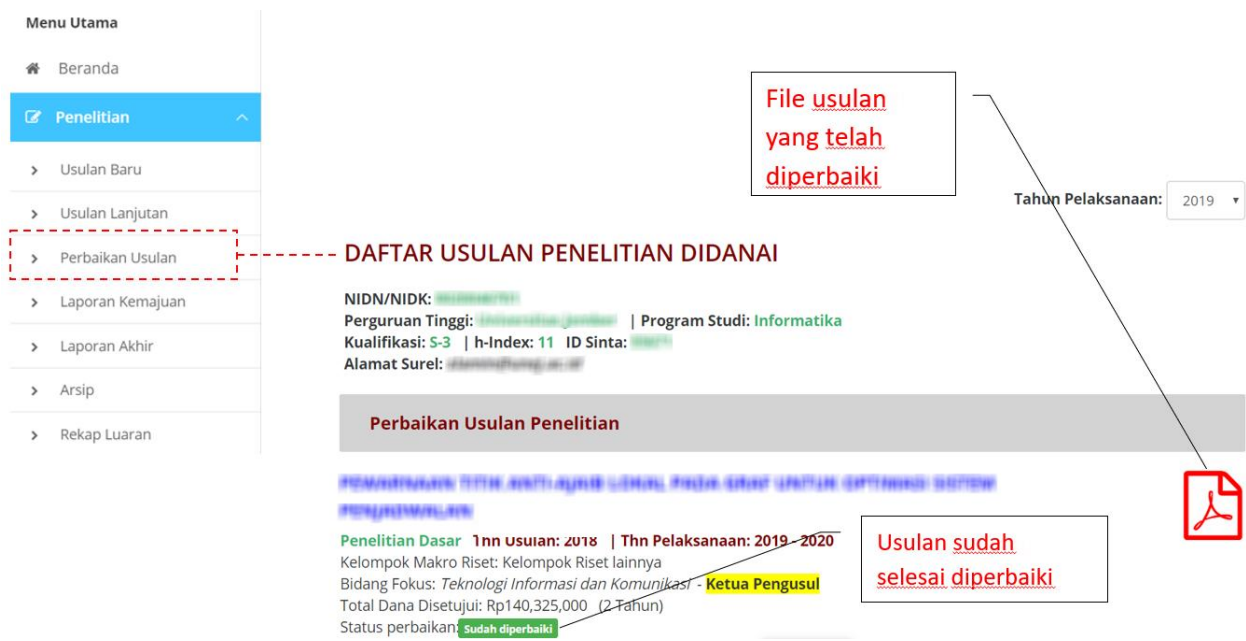 Menu Utama
Beranda
Penelitian
Usulan Baru
Usulan Lanjutan
Perbaikan Usulan
Laporan Kemajuan
Laporan Akhir
Arsip
Rekap Luaran
File usulan
yang telah
diperbaiki
Tahun Pelaksanaan: 2019
DAFTAR USULAN PENELITIAN DIDANAI
NIDN/NIDK:
Perguruan Tinggi: | Program Studi: Informatika
Kualifikasi: S-3 | h-Index: 11 ID Sinta:
Alamat Surel:
Perbaikan Usulan Penelitian
Penelitian Dasar Thn Usulan: 2018 | Thn Pelaksanaan: 2019 - 2020
Kelompok Makro Riset: Kelompok Riset lainnya
Bidang Fokus: Teknologi Informasi dan Komunikasi - Ketua Pengusul
Total Dana Disetujui: Rp140,325,000 (2 Tahun)
Status perbaikan: Sudah diperbaiki
Usulan sudah
selesai diperbaiki